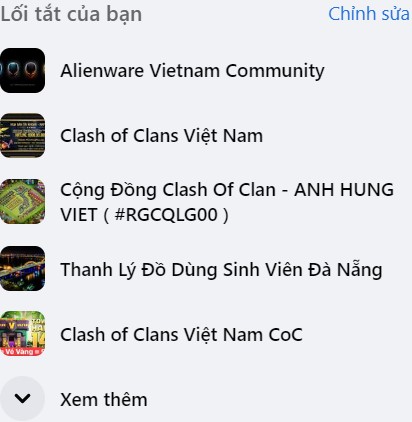 Lối tắt của bạn
Chỉnh sửa
Alienware Vietnam Community
Clash of Clans Việt Nam
Cộng Đồng Clash Of Clan - ANH HUNG
VIET ( #RGCQLG00 )
Thanh Lý Đồ Dùng Sinh Viên Đà Nẵng
Clash of Clans Việt Nam CoC
Xem thêm